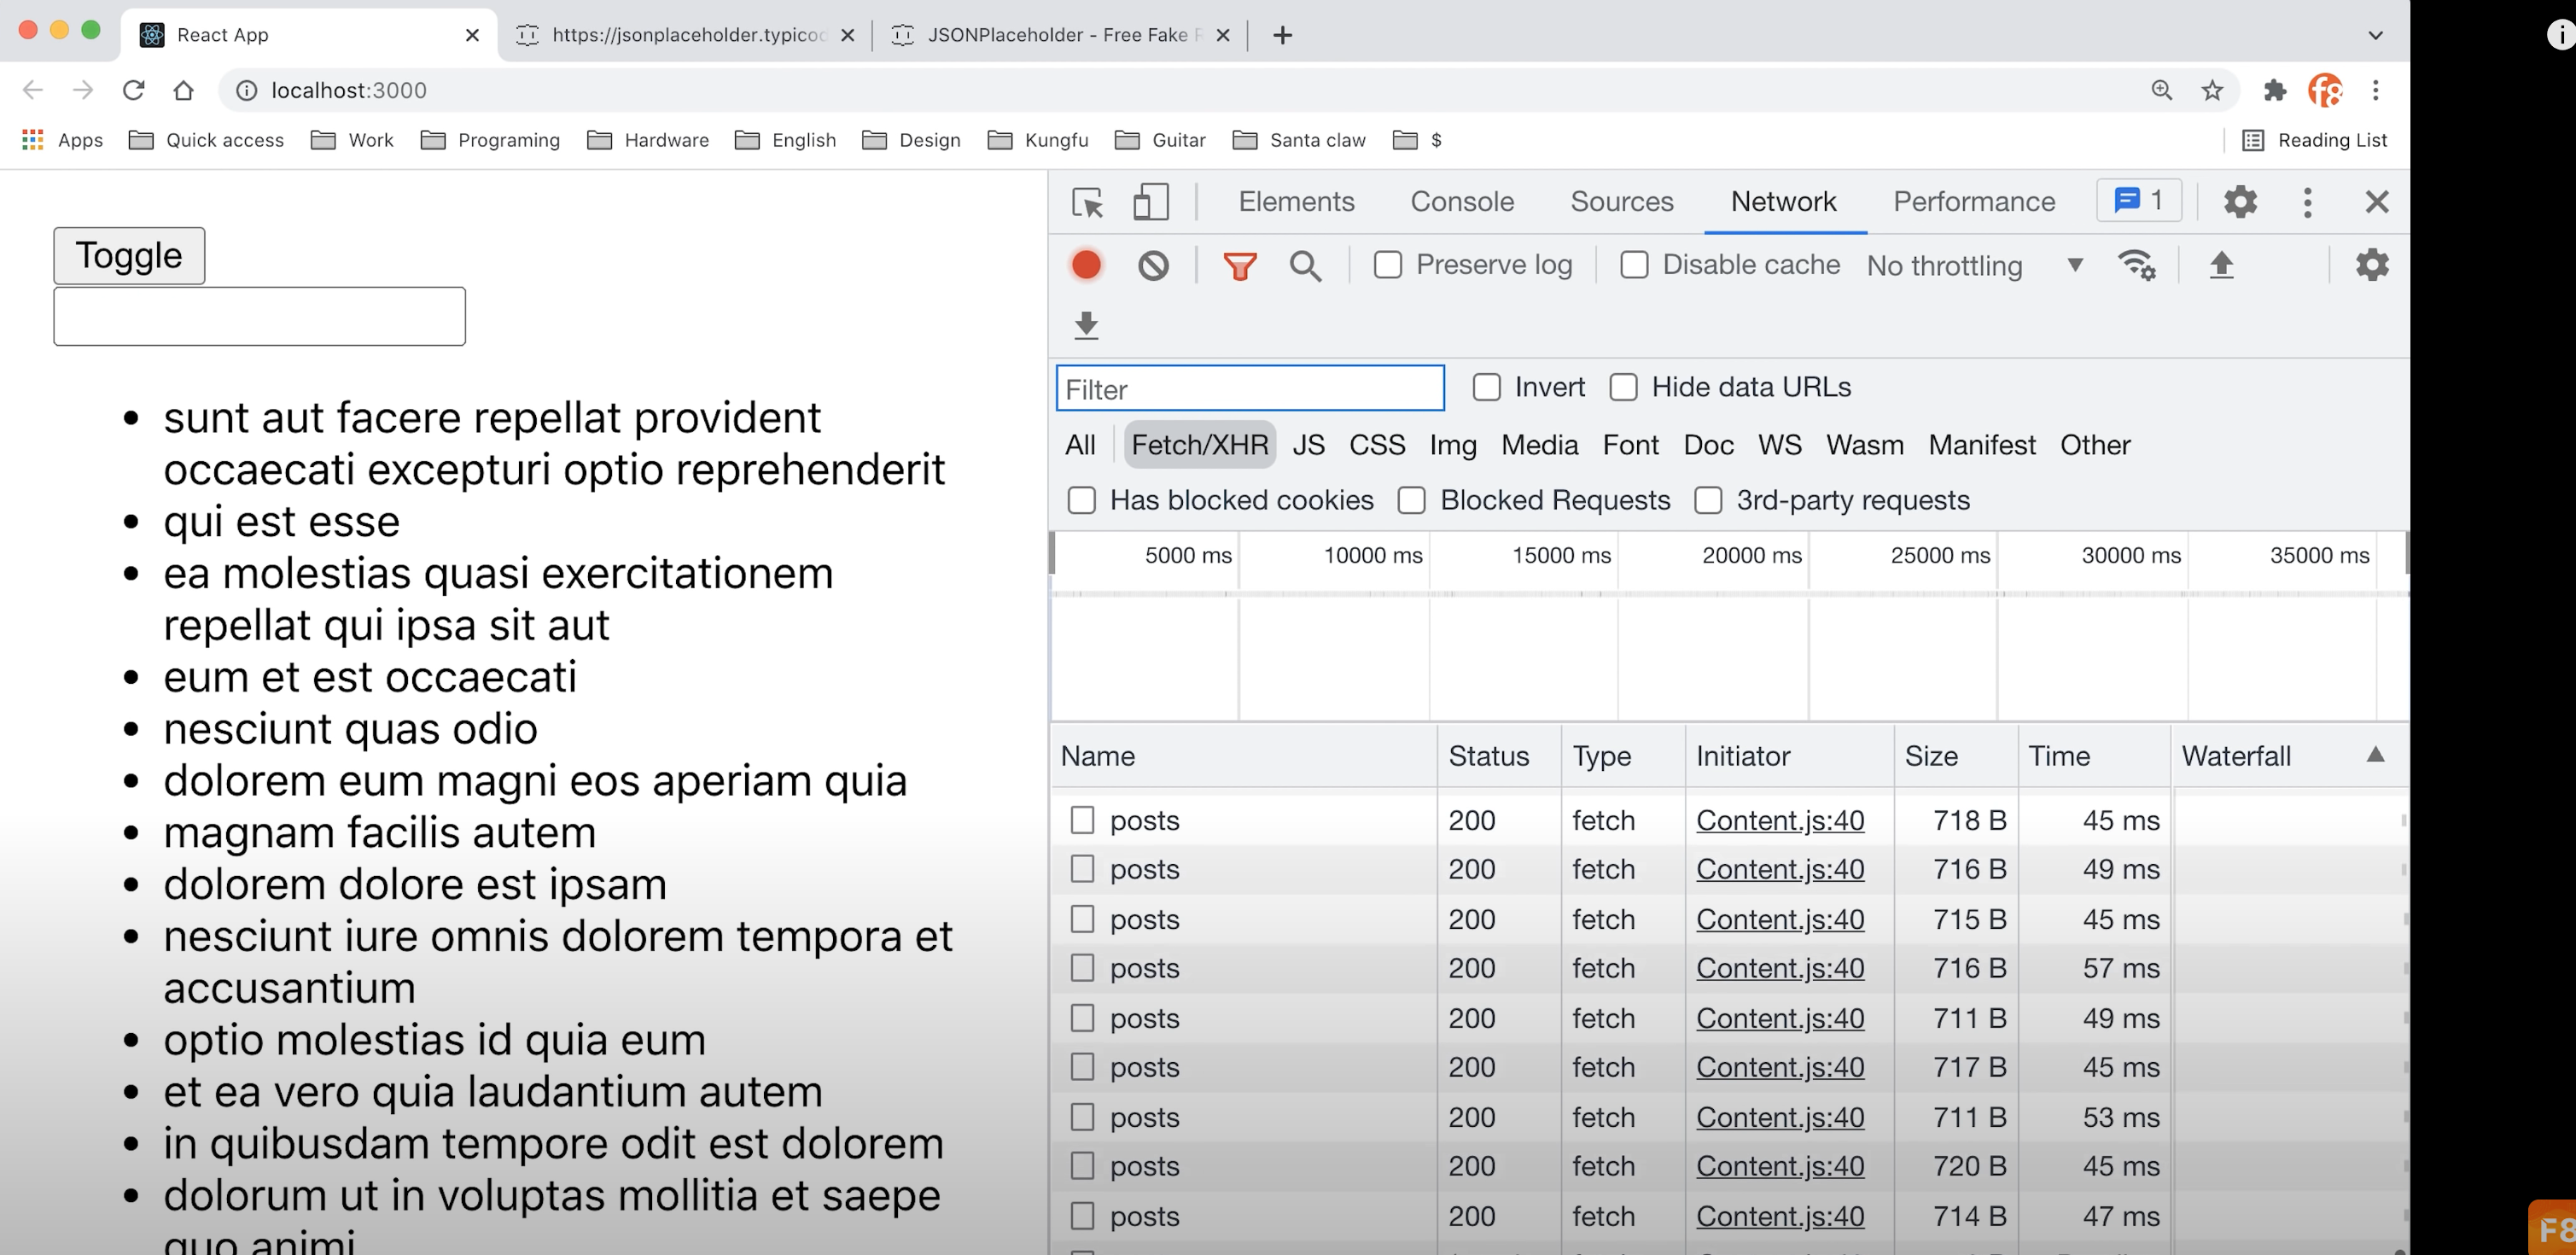 React App
https://jsonplaceholder.typicod
JSONPlaceholder - Free Fake R
localhost:3000
f8
Apps
Quick access
Work
Programing
Hardware
English
Design
Kungfu
Guitar
Santa claw
$
Reading List
Toggle
sunt aut facere repellat provident
occaecati excepturi optio reprehenderit
qui est esse
ea molestias quasi exercitationem
repellat qui ipsa sit aut
eum et est occaecati
nesciunt quas odio
dolorem eum magni eos aperiam quia
magnam facilis autem
dolorem dolore est ipsam
nesciunt iure omnis dolorem tempora et
accusantium
optio molestias id quia eum
et ea vero quia laudantium autem
in quibusdam tempore odit est dolorem
dolorum ut in voluptas mollitia et saepe
quo animi
Elements Console Sources Network Performance 1
Preserve log Disable cache No throttling
Filter Invert Hide data URLs
All Fetch/XHR JS CSS Img Media Font Doc WS Wasm Manifest Other
Has blocked cookies Blocked Requests 3rd-party requests
5000 ms 10000 ms 15000 ms 20000 ms 25000 ms 30000 ms 35000 ms
Name Status Type Initiator Size Time Waterfall
posts 200 fetch Content.js:40 718 B 45 ms
posts 200 fetch Content.js:40 716 B 49 ms
posts 200 fetch Content.js:40 715 B 45 ms
posts 200 fetch Content.js:40 716 B 57 ms
posts 200 fetch Content.js:40 711 B 49 ms
posts 200 fetch Content.js:40 717 B 45 ms
posts 200 fetch Content.js:40 711 B 53 ms
posts 200 fetch Content.js:40 720 B 45 ms
posts 200 fetch Content.js:40 714 B 47 ms
F8